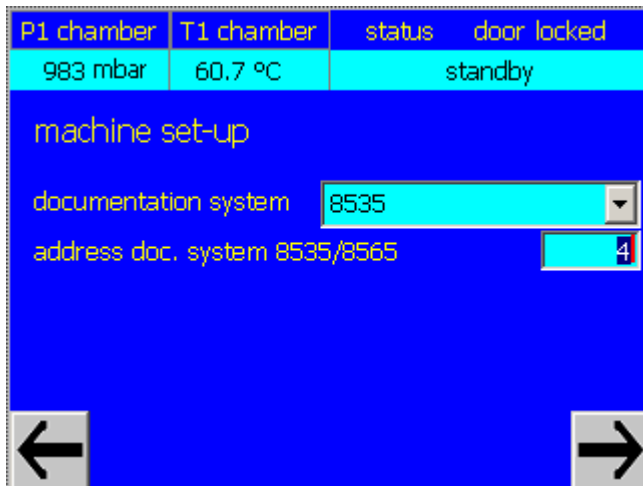 P1 chamber T1 chamber status door locked
983 mbar 60.7 ºC standby
machine set-up
documentation system 8535
address doc. system 8535/8565 4